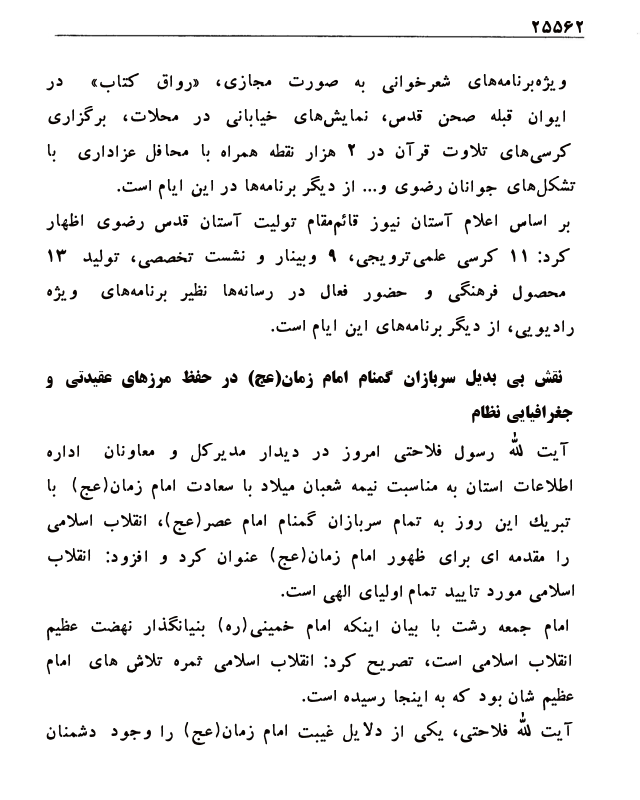 ۲۵۵۶۲
ویژه‌برنامه‌های شعرخوانی به صورت مجازی، «رواق کتاب» در
ایوان قبله صحن قدس، نمایش‌های خیابانی در محلات، برگزاری
کرسی‌های تلاوت قرآن در ۲ هزار نقطه همراه با محافل عزاداری با
تشکل‌های جوانان رضوی و... از دیگر برنامه‌ها در این ایام است.
بر اساس اعلام آستان نیوز قائم‌مقام تولیت آستان قدس رضوی اظهار
کرد: ۱۱ کرسی علمی‌ترویجی، ۹ وبینار و نشست تخصصی، تولید ۱۳
محصول فرهنگی و حضور فعال در رسانه‌ها نظیر برنامه‌های ویژه
رادیویی، از دیگر برنامه‌های این ایام است.
نقش بی بدیل سربازان گمنام امام زمان(عج) در حفظ مرزهای عقیدتی و
جغرافیایی نظام
آیت الله رسول فلاحتی امروز در دیدار مدیرکل و معاونان اداره
اطلاعات استان به مناسبت نیمه شعبان میلاد با سعادت امام زمان(عج) با
تبریك این روز به تمام سربازان گمنام امام عصر(عج)، انقلاب اسلامی
را مقدمه ای برای ظهور امام زمان(عج) عنوان کرد و افزود: انقلاب
اسلامی مورد تایید تمام اولیای الهی است.
امام جمعه رشت با بیان اینکه امام خمینی(ره) بنیانگذار نهضت عظیم
انقلاب اسلامی است، تصریح کرد: انقلاب اسلامی ثمره تلاش های امام
عظیم شان بود که به اینجا رسیده است.
آیت الله فلاحتی، یکی از دلایل غیبت امام زمان(عج) را وجود دشمنان